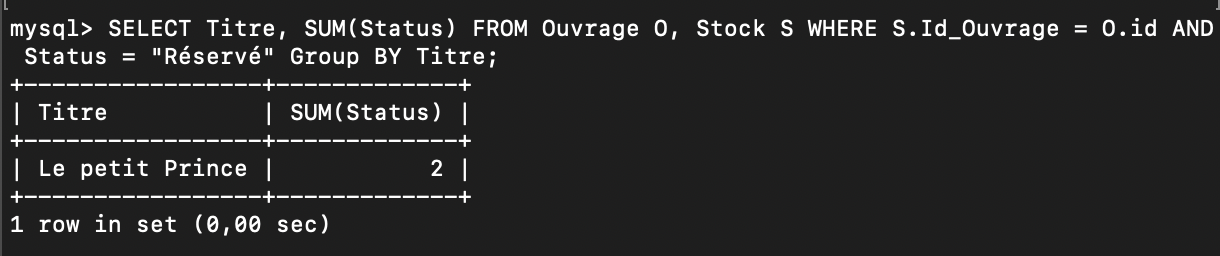 mysql> SELECT Titre, SUM(Status) FROM Ouvrage O, Stock S WHERE S.Id_Ouvrage = O.id AND
 Status = "Réservé" Group BY Titre;
+-----------------+-------------+
| Titre           | SUM(Status) |
+-----------------+-------------+
| Le petit Prince |           2 |
+-----------------+-------------+
1 row in set (0,00 sec)